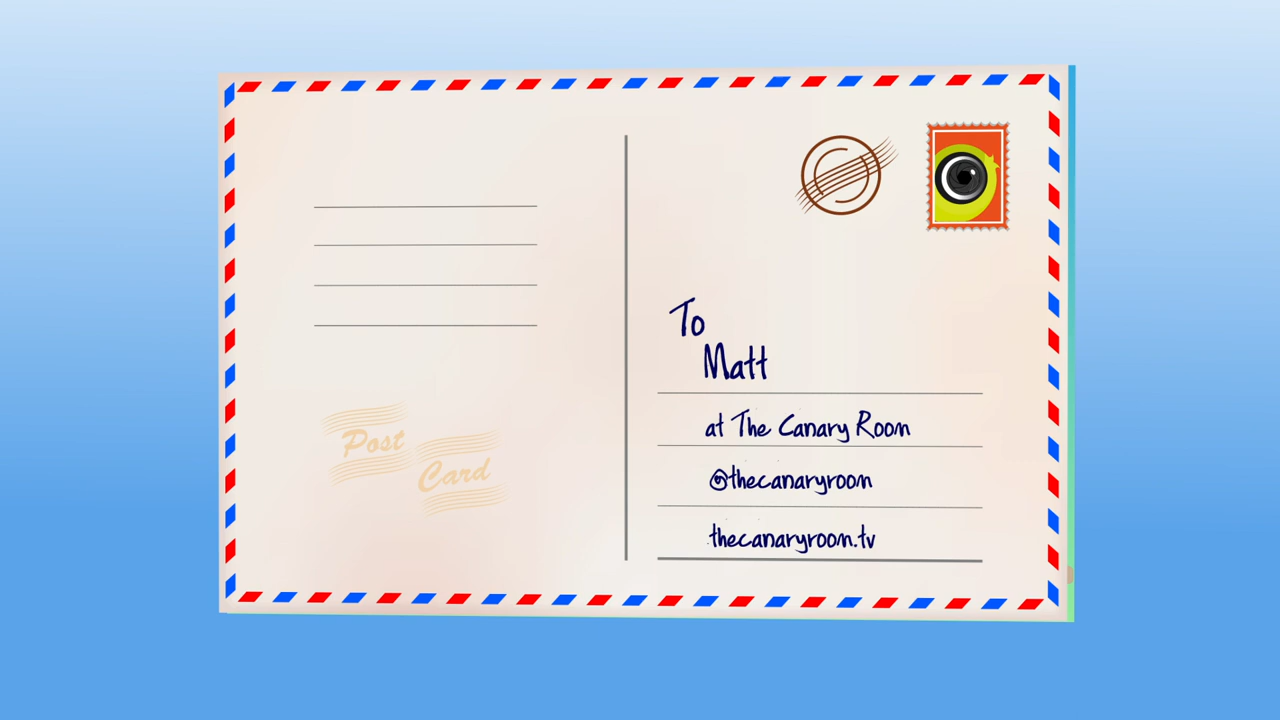 Post
Card
To
Matt
at The Canary Room
@thecanaryroom
thecanaryroom.tv